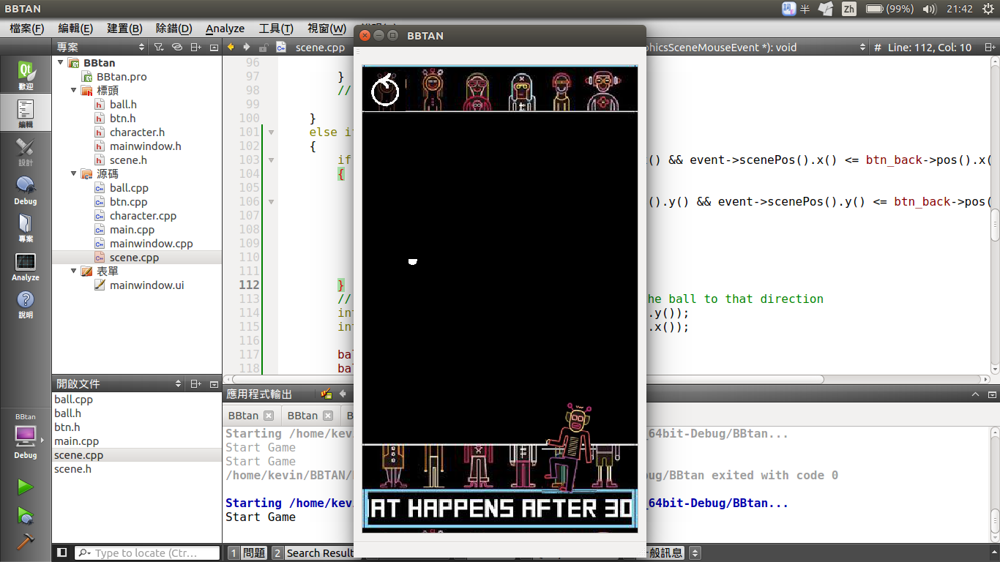 BBTAN
半
Zh
(99%)
21:42
檔案(F) 編輯(E) 建置(B) 除錯(D) Analyze 工具(T) 視窗(W)
BBTAN
專案
scene.cpp
phicsSceneMouseEvent *): void
# Line: 112, Col: 10
歡迎
編輯
設計
Debug
專案
Analyze
說明
BBtan
Debug
BBtan
BBtan.pro
標頭
ball.h
btn.h
character.h
mainwindow.h
scene.h
源碼
ball.cpp
btn.cpp
character.cpp
main.cpp
mainwindow.cpp
scene.cpp
表單
mainwindow.ui
開啟文件
ball.cpp
ball.h
btn.h
main.cpp
scene.cpp
scene.h
96
97 }
98 //
99
100 }
101 else i
102 {
103 if () && event->scenePos().x() <= btn_back->pos().x(
104 {
105
106 ().y() && event->scenePos().y() <= btn_back->pos(
107
108
109
110
111
112 }
113 // he ball to that direction
114 in .y());
115 in .x());
116
117 bal
118 bal
應用程式輸出
BBtan BBtan B
Starting /home/kev _64bit-Debug/BBtan...
Start Game
Start Game
/home/kevin/BBTAN/ ug/BBtan exited with code 0
Starting /home/kev _64bit-Debug/BBtan...
Start Game
AT HAPPENS AFTER 30
Type to locate (Ctr...
1 問題 2 Search Result
般訊息